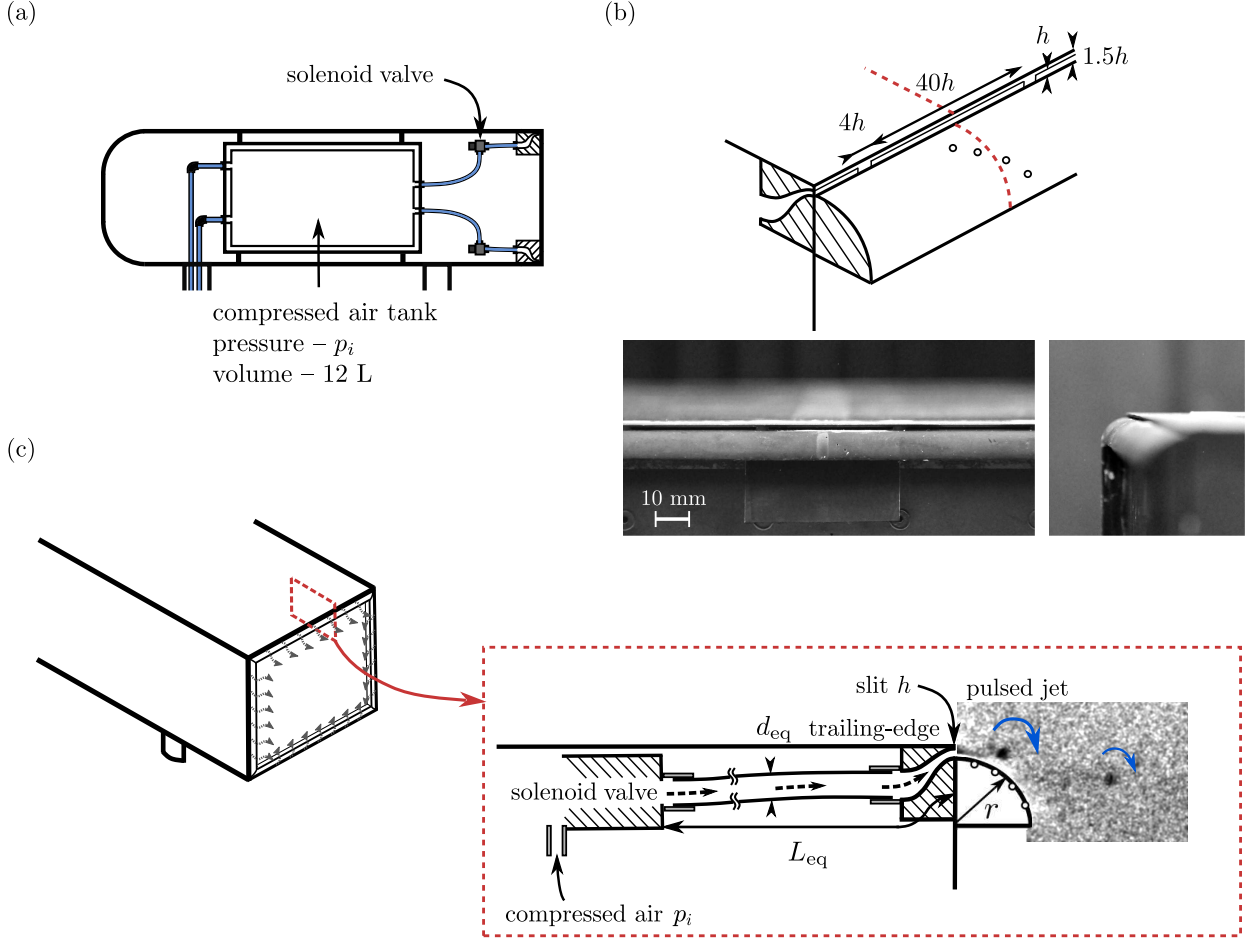 (a)
solenoid valve
compressed air tank
pressure – p_i
volume – 12 L
(b)
h
1.5h
40h
4h
10 mm
(c)
slit h
pulsed jet
d_eq
trailing-edge
solenoid valve
r
L_eq
compressed air p_i